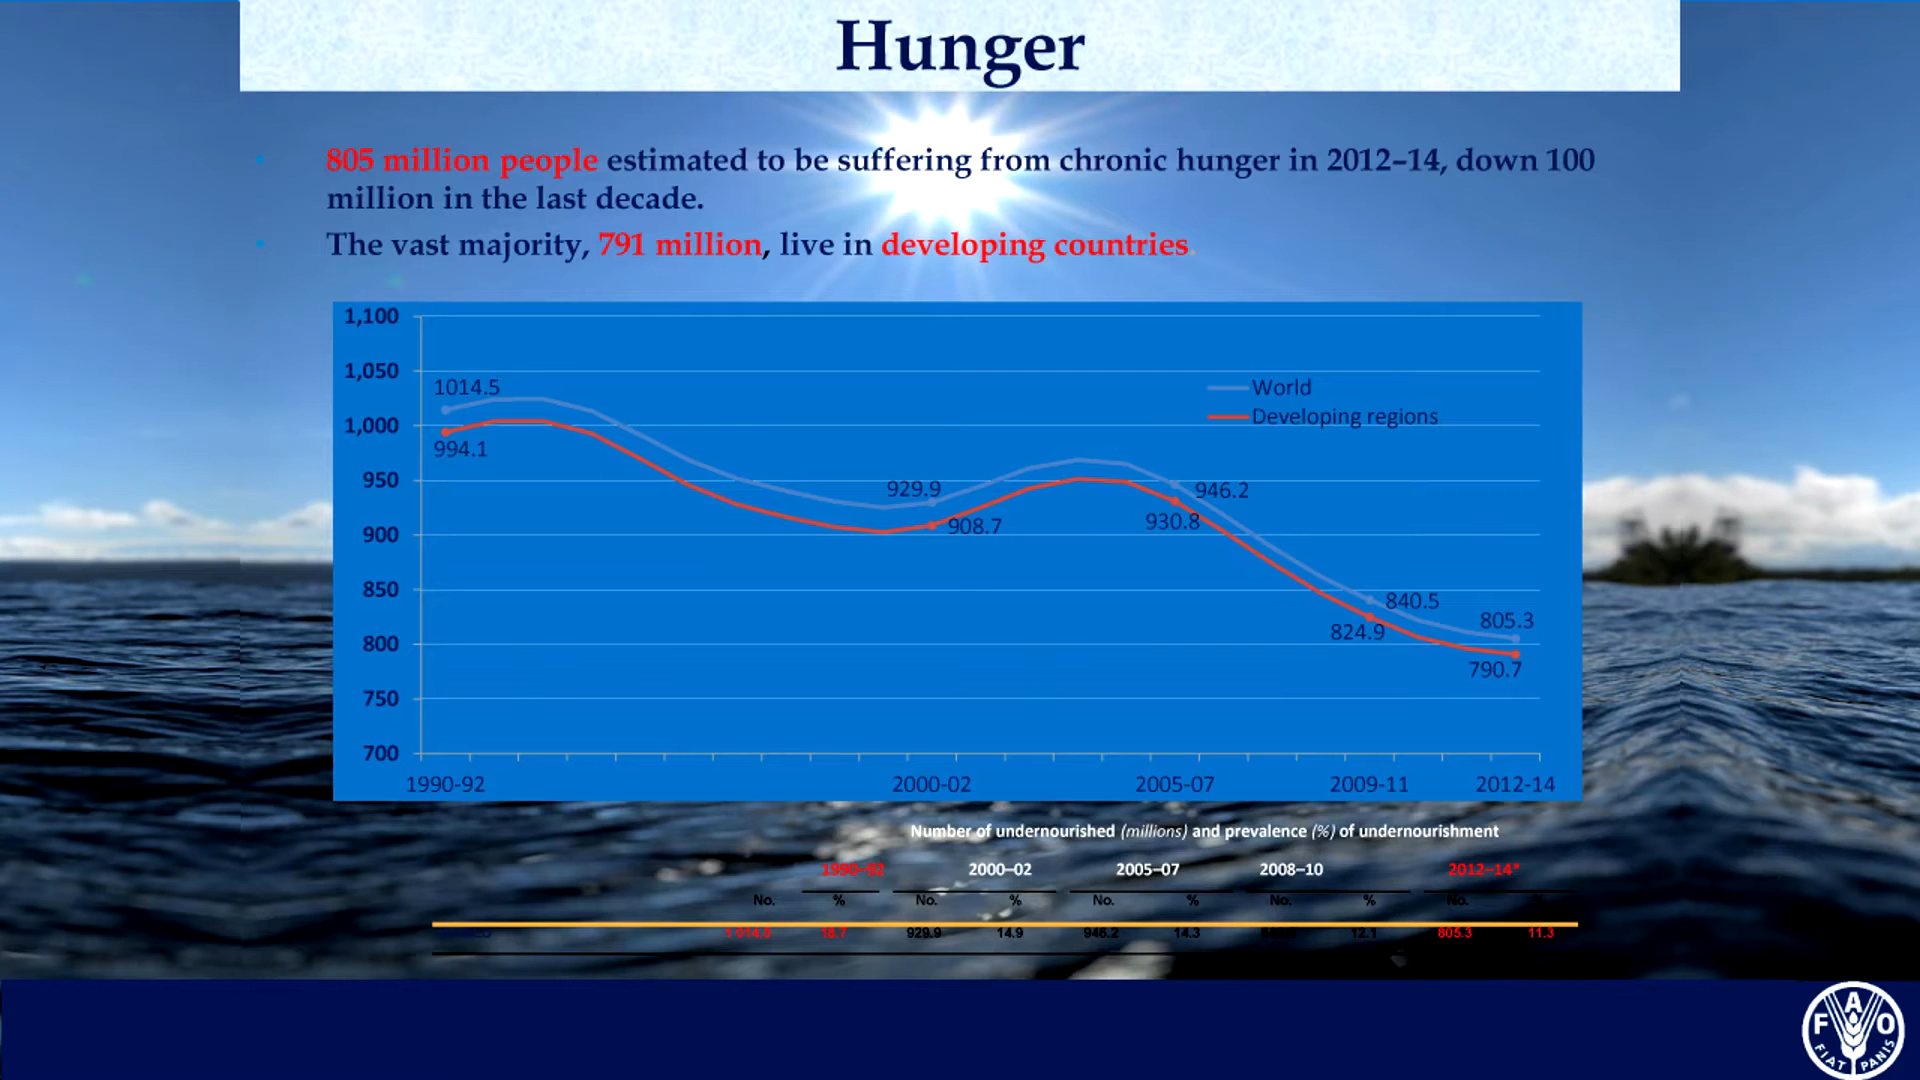 Hunger
805 million people estimated to be suffering from chronic hunger in 2012–14, down 100
million in the last decade.
The vast majority, 791 million, live in developing countries.
1,100
1,050
1,000
950
900
850
800
750
700
1014.5
994.1
929.9
908.7
946.2
930.8
840.5
824.9
805.3
790.7
World
Developing regions
1990-92 2000-02 2005-07 2009-11 2012-14
Number of undernourished (millions) and prevalence (%) of undernourishment
1990–92 2000–02 2005–07 2008–10 2012–14*
No. % No. % No. % No. % No.
1 014.5 18.7 929.9 14.9 946.2 14.3 12.1 805.3 11.3
FAO
FIAT PANIS